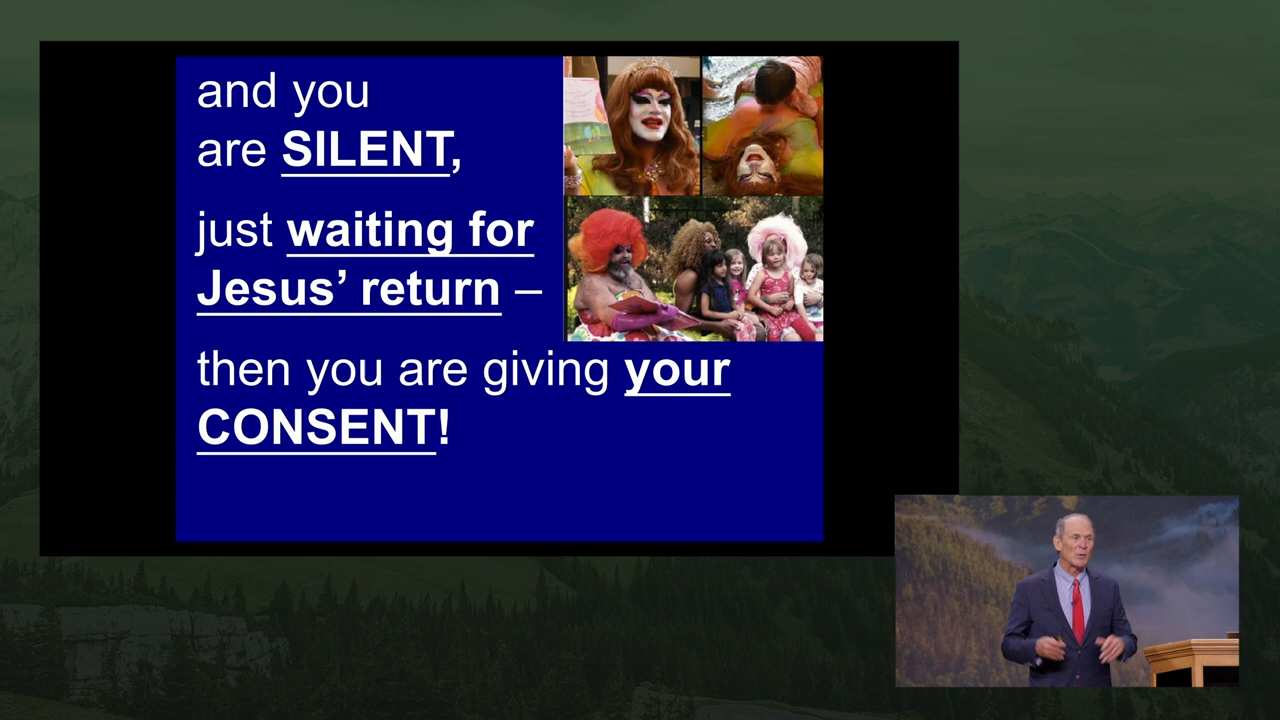 and you
are SILENT,
just waiting for
Jesus’ return –
then you are giving your
CONSENT!